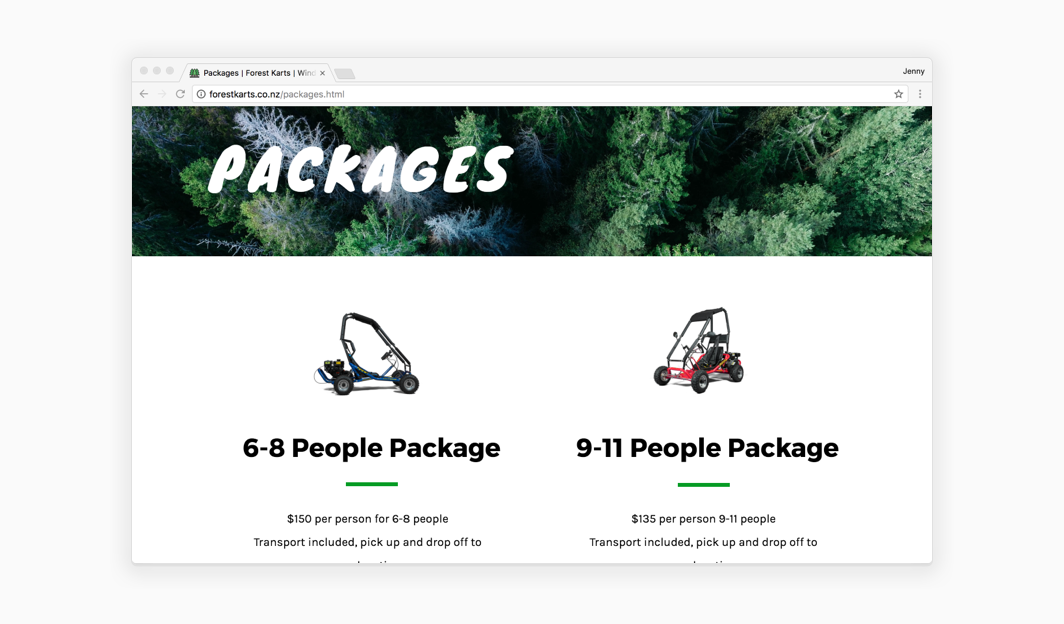 Packages | Forest Karts | Wind
Jenny
forestkarts.co.nz/packages.html
PACKAGES
6-8 People Package
9-11 People Package
$150 per person for 6-8 people
$135 per person 9-11 people
Transport included, pick up and drop off to
Transport included, pick up and drop off to